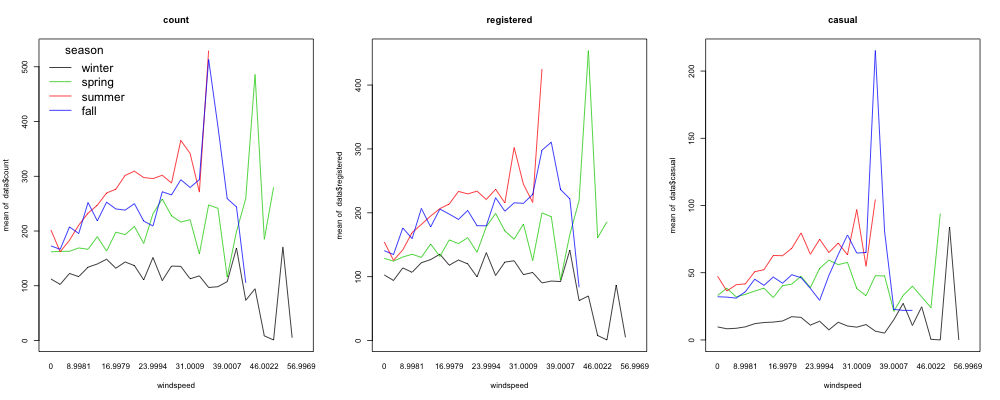 count
mean of data$count
500
400
300
200
100
0
season
winter
spring
summer
fall
0 8.9981 16.9979 23.9994 31.0009 39.0007 46.0022 56.9969
windspeed
registered
mean of data$registered
400
300
200
100
0
0 8.9981 16.9979 23.9994 31.0009 39.0007 46.0022 56.9969
windspeed
casual
mean of data$casual
200
150
100
50
0
0 8.9981 16.9979 23.9994 31.0009 39.0007 46.0022 56.9969
windspeed